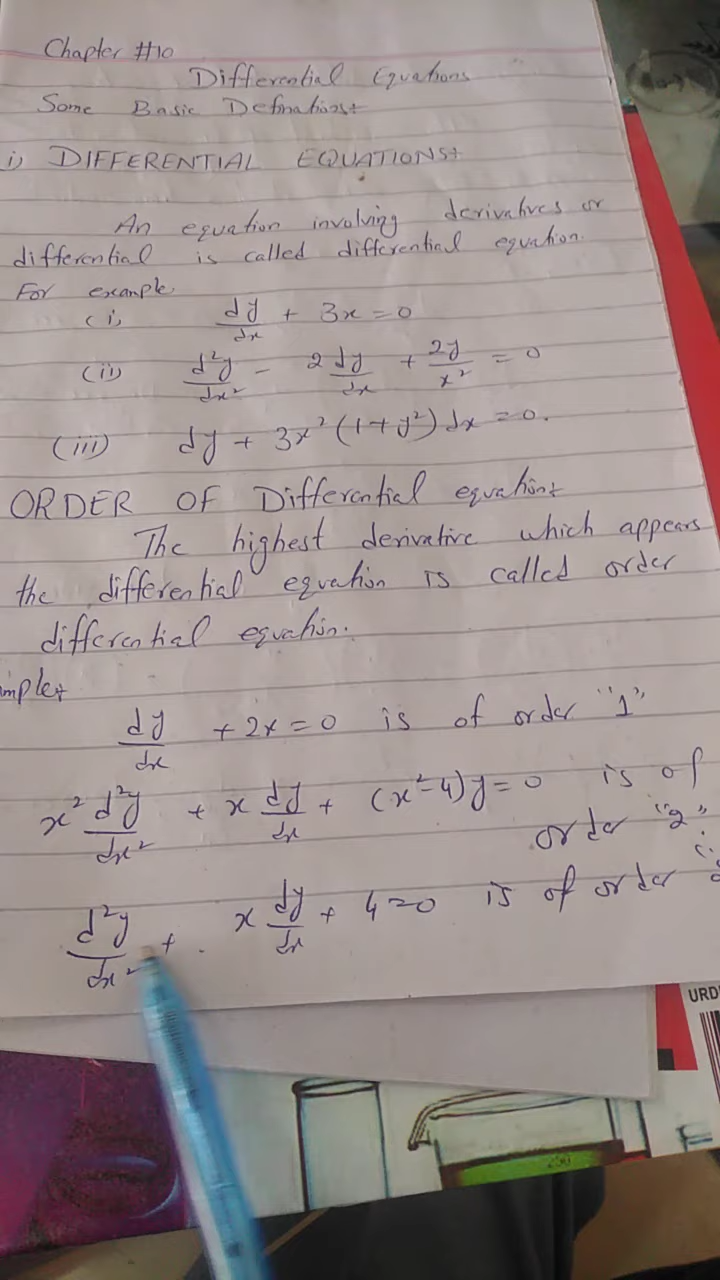 Chapter #10
Differential Equations
Some Basic Definations:
i) DIFFERENTIAL EQUATIONS:
An equation involving derivatives or
differential is called differential equation.
For example
(i) dy/dx + 3x = 0
(ii) d²y/dx² - 2 dy/dx + 2y/x² = 0
(iii) dy + 3x² (1+y²) dx = 0.
ORDER OF Differential equation:
The highest derivative which appears
the differential equation is called order
differential equation.
mple:
dy/dx + 2x = 0 is of order "1"
x² d²y/dx² + x dy/dx + (x²-4)y = 0 is of
order "2"
d²y/dx² + x dy/dx + 4 = 0 is of order
URD